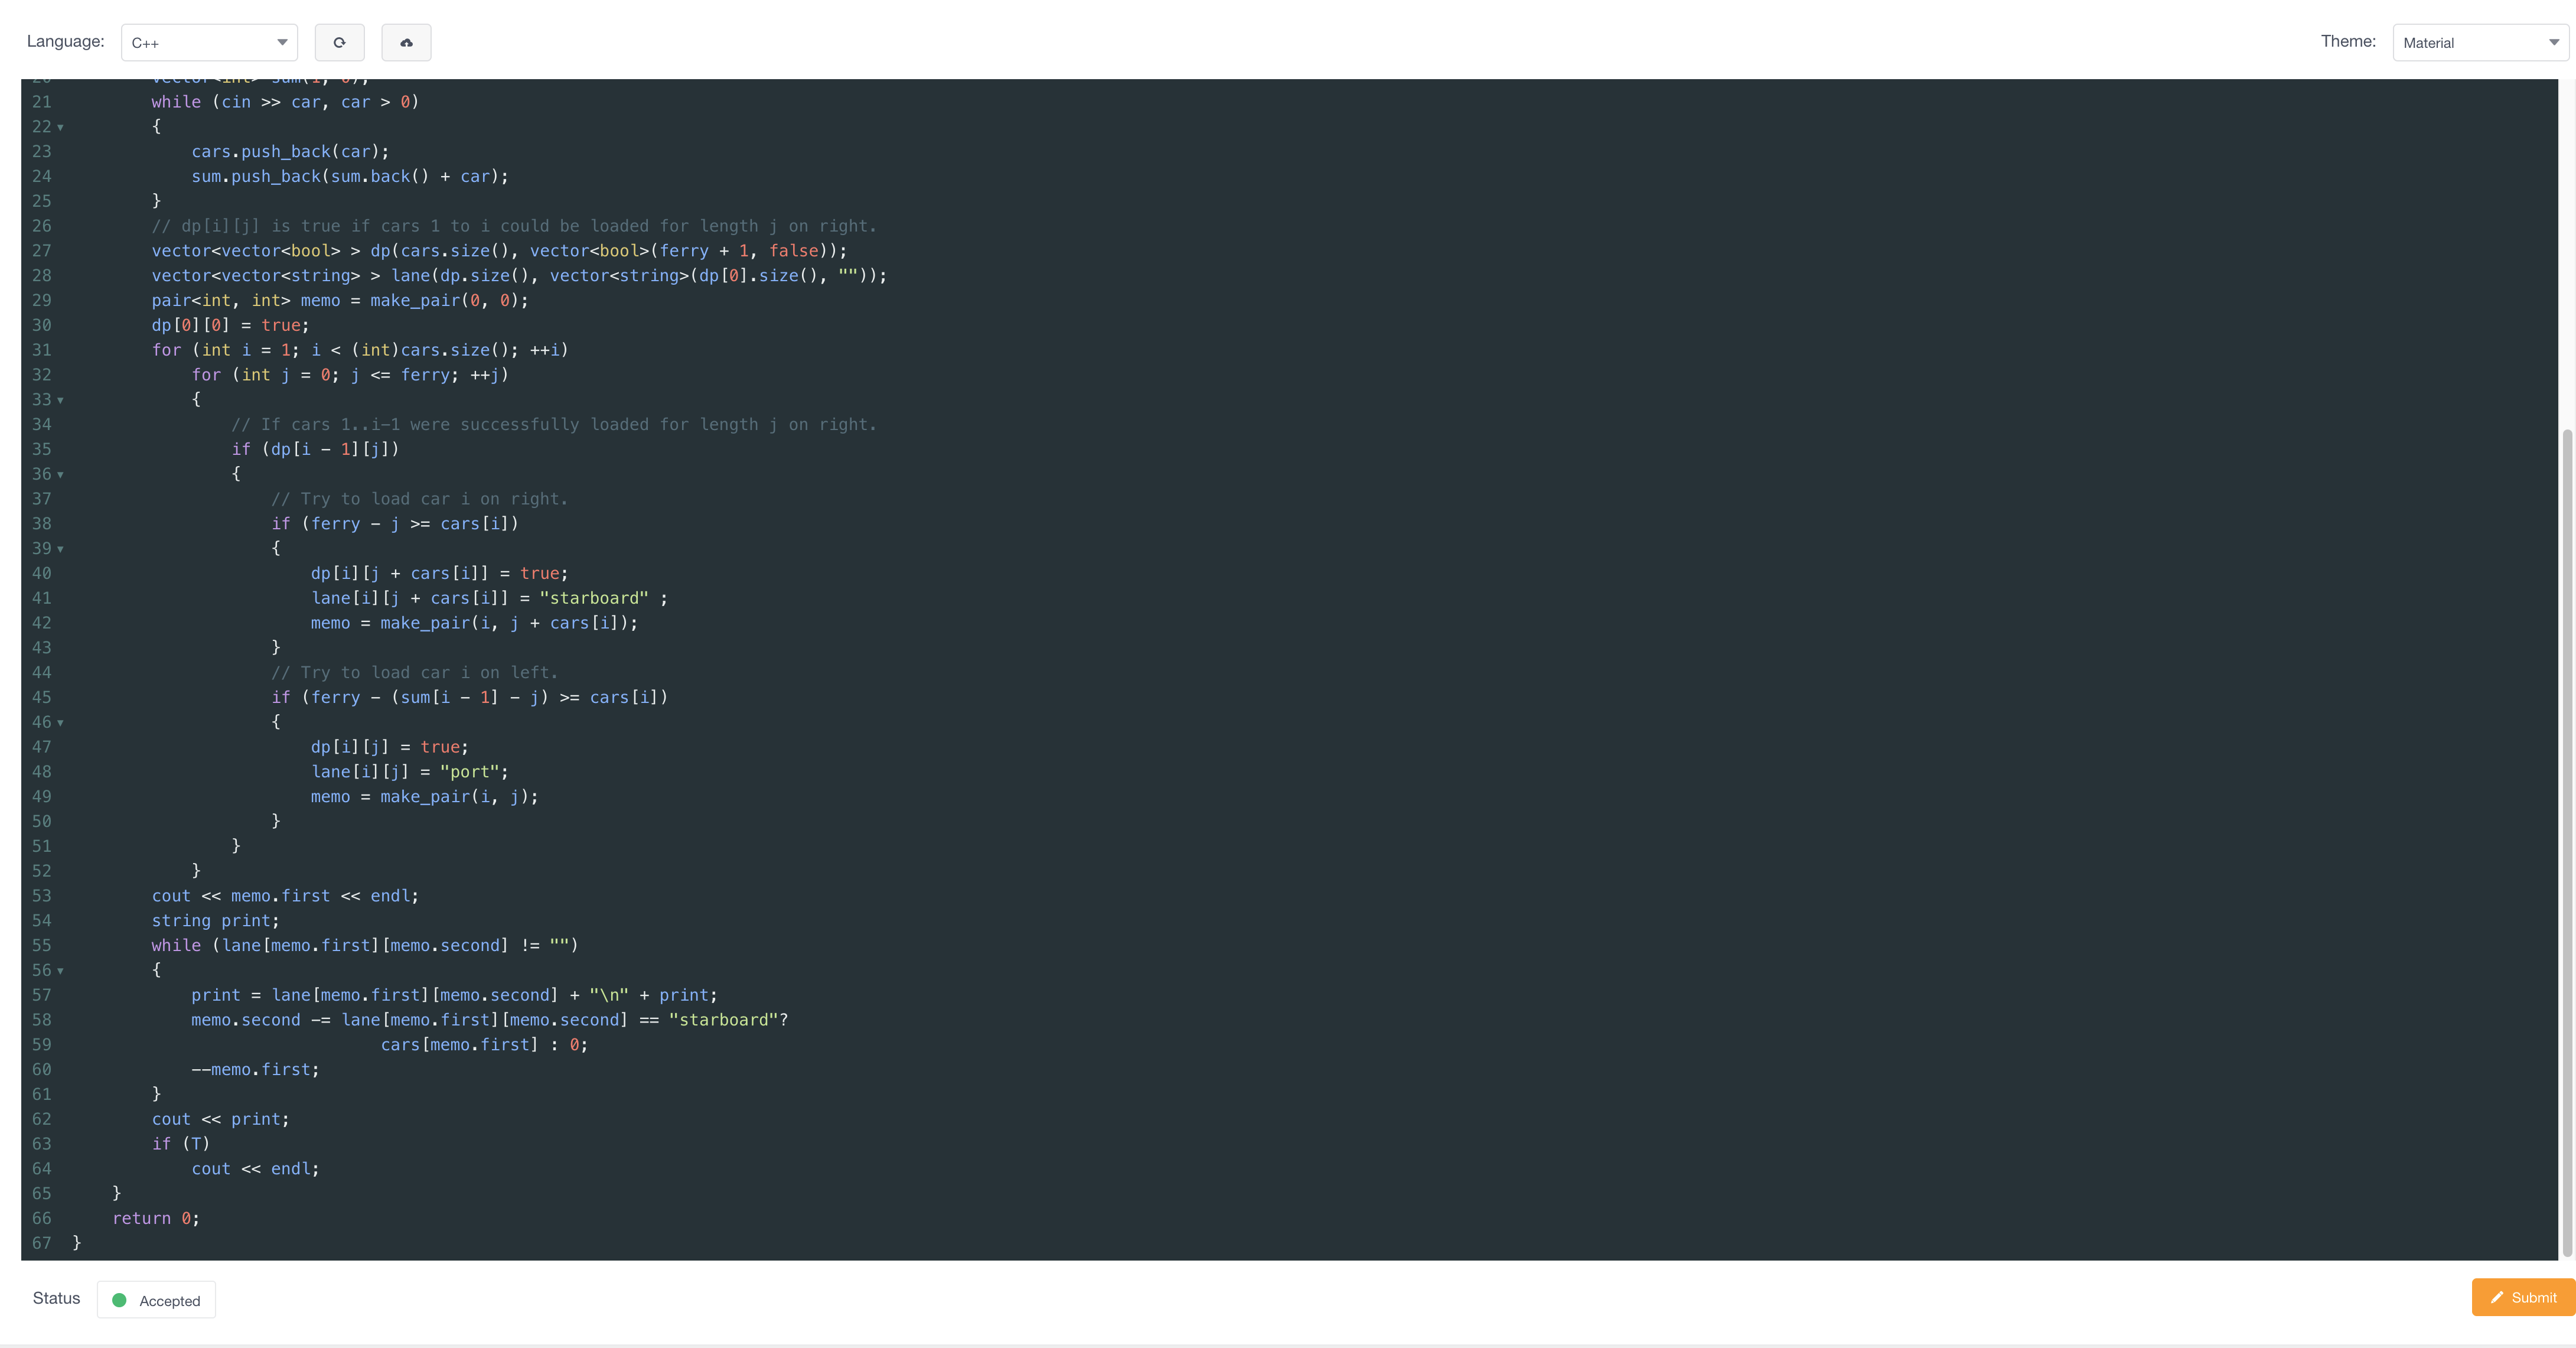 Language: C++ Theme: Material
20 vector<int> sum(1, 0);
21         while (cin >> car, car > 0)
22         {
23             cars.push_back(car);
24             sum.push_back(sum.back() + car);
25         }
26         // dp[i][j] is true if cars 1 to i could be loaded for length j on right.
27         vector<vector<bool> > dp(cars.size(), vector<bool>(ferry + 1, false));
28         vector<vector<string> > lane(dp.size(), vector<string>(dp[0].size(), ""));
29         pair<int, int> memo = make_pair(0, 0);
30         dp[0][0] = true;
31         for (int i = 1; i < (int)cars.size(); ++i)
32             for (int j = 0; j <= ferry; ++j)
33             {
34                 // If cars 1..i-1 were successfully loaded for length j on right.
35                 if (dp[i - 1][j])
36                 {
37                     // Try to load car i on right.
38                     if (ferry - j >= cars[i])
39                     {
40                         dp[i][j + cars[i]] = true;
41                         lane[i][j + cars[i]] = "starboard" ;
42                         memo = make_pair(i, j + cars[i]);
43                     }
44                     // Try to load car i on left.
45                     if (ferry - (sum[i - 1] - j) >= cars[i])
46                     {
47                         dp[i][j] = true;
48                         lane[i][j] = "port";
49                         memo = make_pair(i, j);
50                     }
51                 }
52             }
53         cout << memo.first << endl;
54         string print;
55         while (lane[memo.first][memo.second] != "")
56         {
57             print = lane[memo.first][memo.second] + "\n" + print;
58             memo.second -= lane[memo.first][memo.second] == "starboard"?
59                                cars[memo.first] : 0;
60             --memo.first;
61         }
62         cout << print;
63         if (T)
64             cout << endl;
65     }
66     return 0;
67 }
Status Accepted Submit